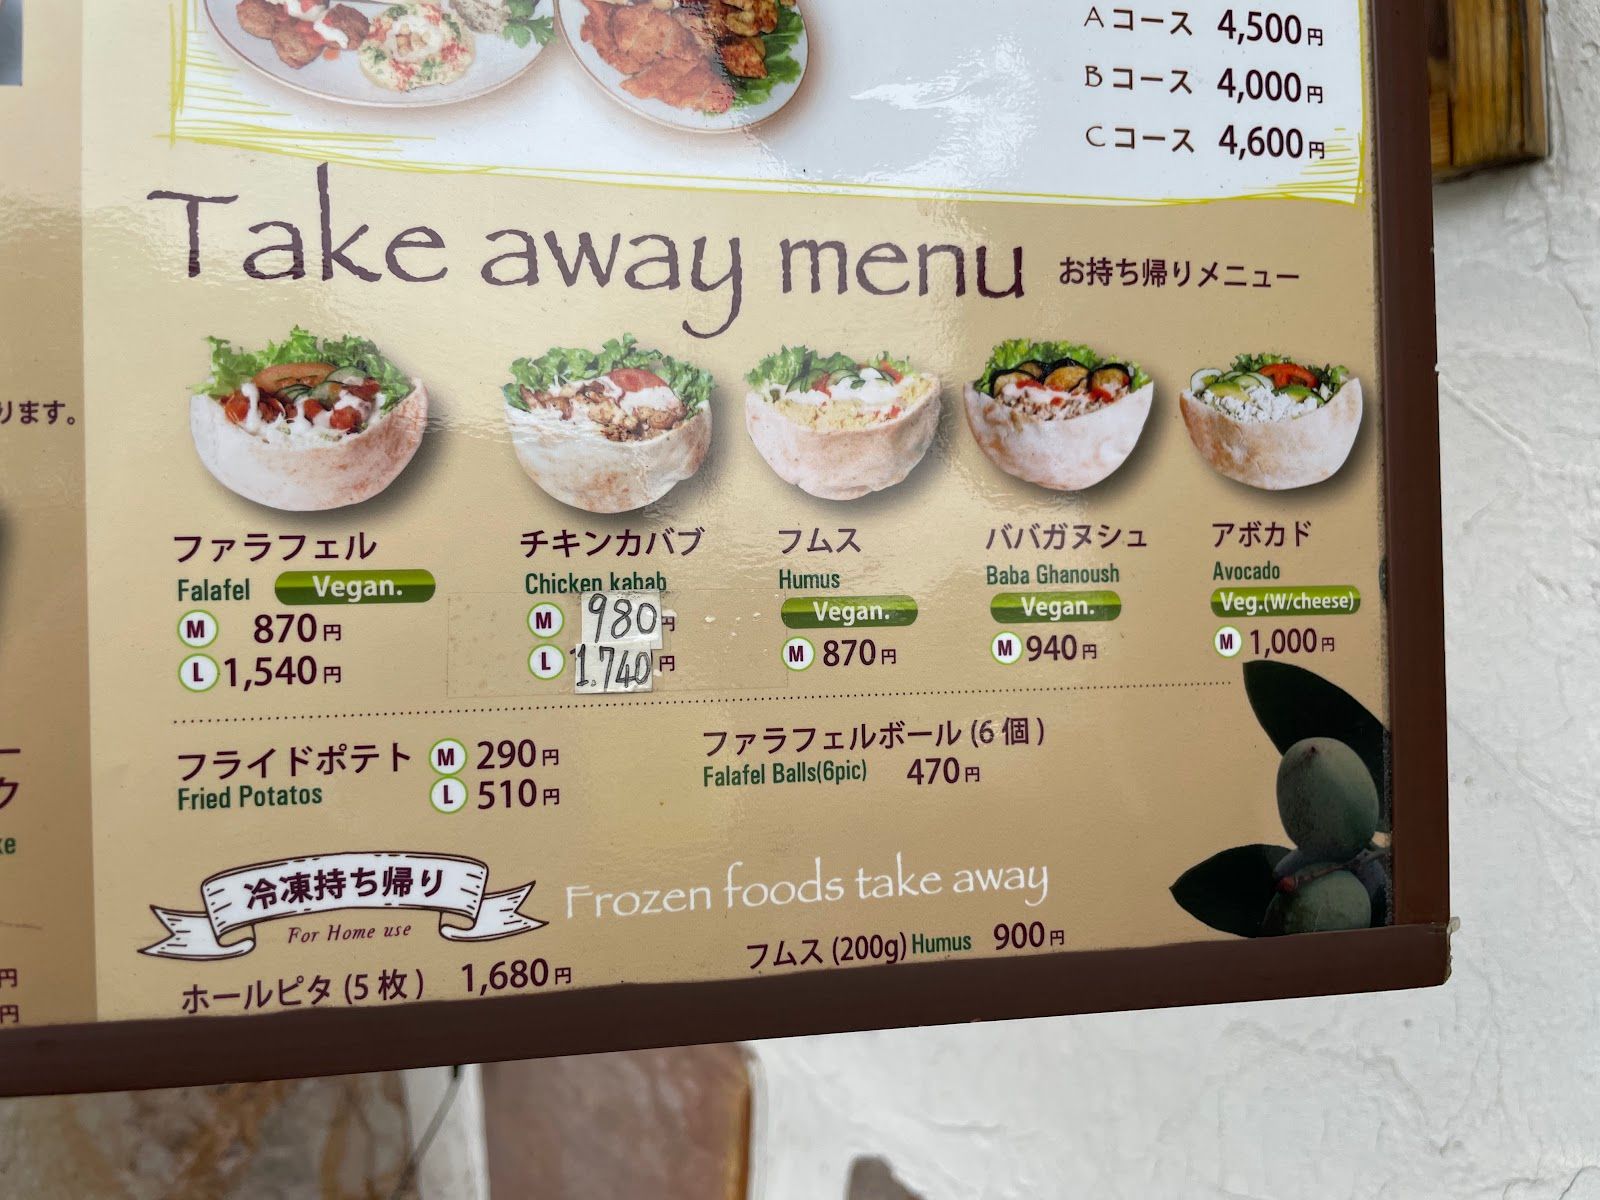 A コース 4,500円
B コース 4,000円
C コース 4,600円
Take away menu お持ち帰りメニュー
ります。
ファラフェル
Falafel Vegan.
M 870円
L 1,540円
チキンカバブ
Chicken kabab
M 980円
L 1.740円
フムス
Humus
Vegan.
M 870円
ババガヌシュ
Baba Ghanoush
Vegan.
M 940円
アボカド
Avocado
Veg.(W/cheese)
M 1,000円
フライドポテト M 290円
Fried Potatos L 510円
ファラフェルボール (6個)
Falafel Balls(6pic) 470円
ー
ク
ke
冷凍持ち帰り
For Home use
Frozen foods take away
ホールピタ (5枚) 1,680円
フムス (200g) Humus 900円
円
円